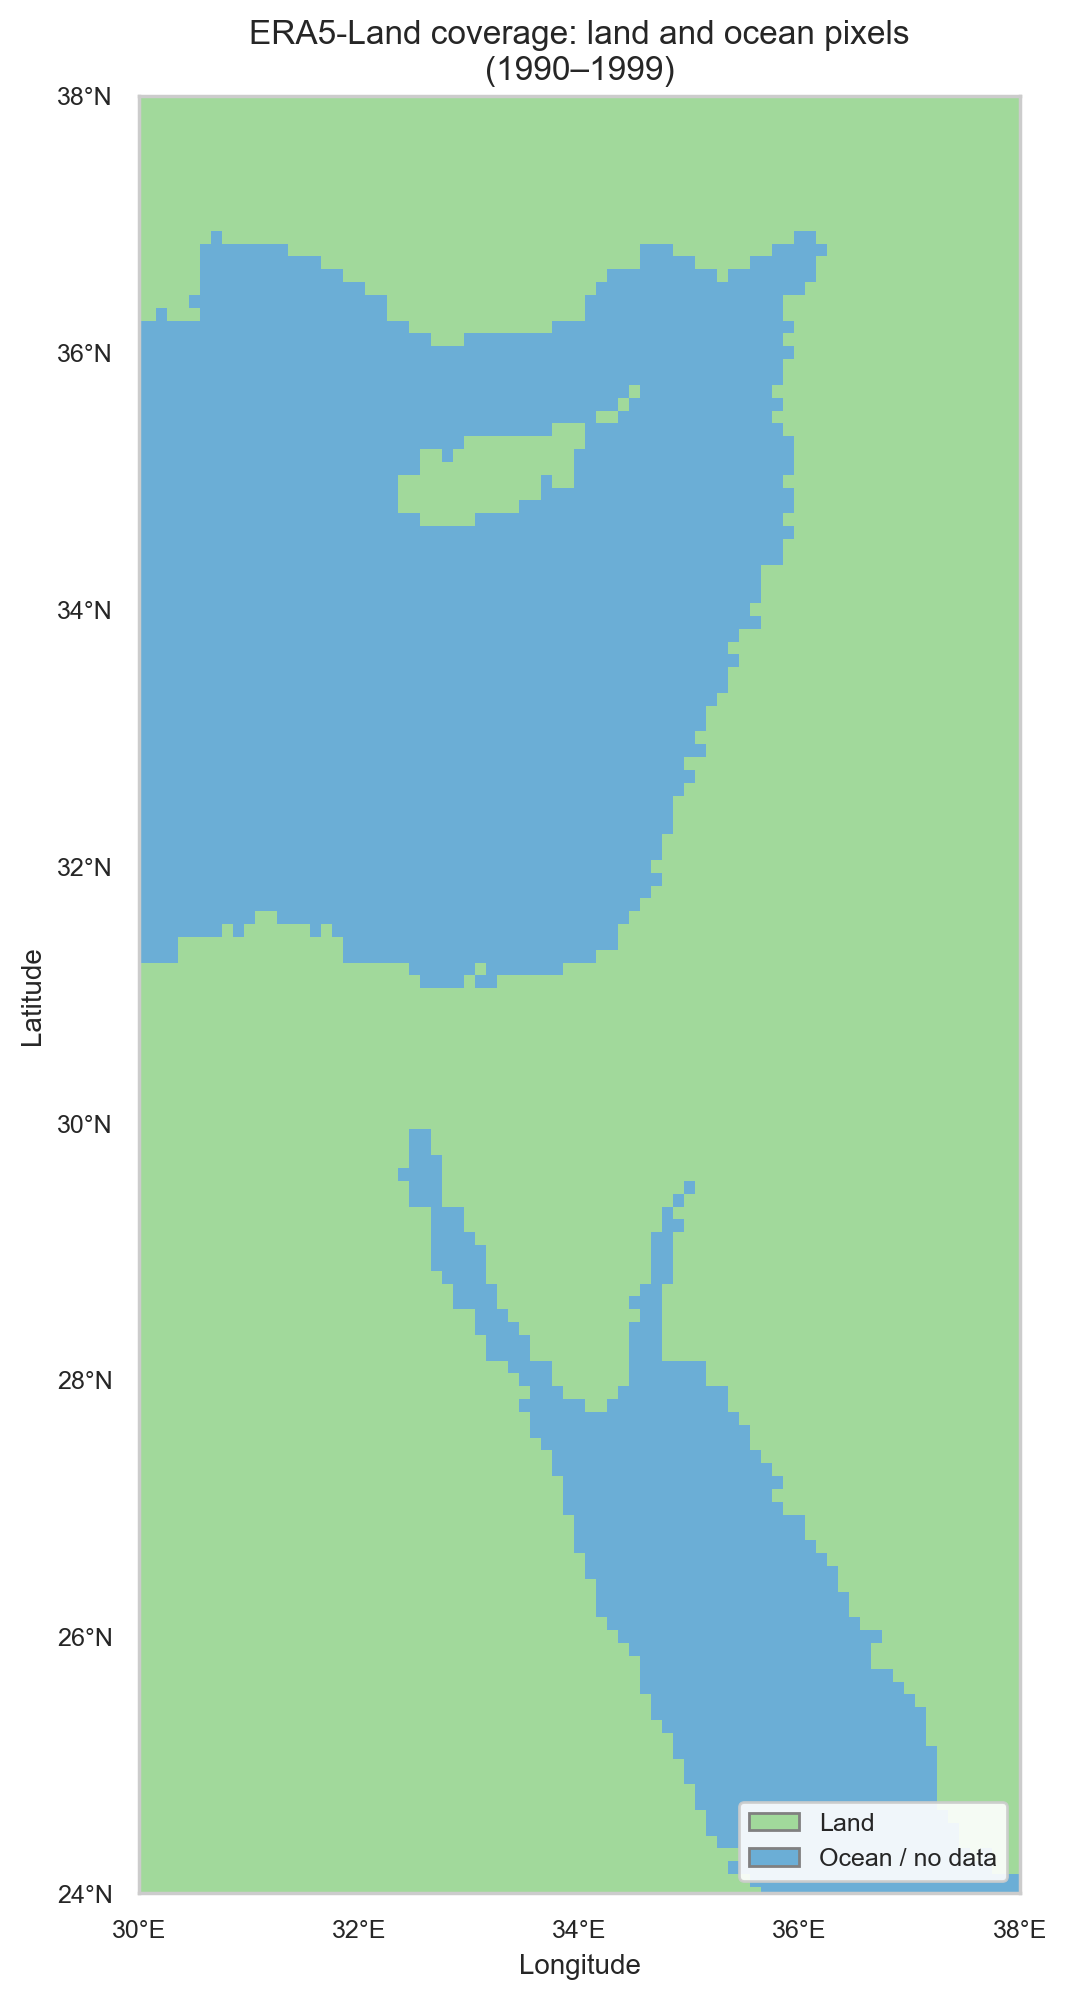 ERA5-Land coverage: land and ocean pixels
(1990–1999)
38°N
36°N
34°N
32°N
30°N
28°N
26°N
24°N
Latitude
Land
Ocean / no data
30°E
32°E
34°E
36°E
38°E
Longitude